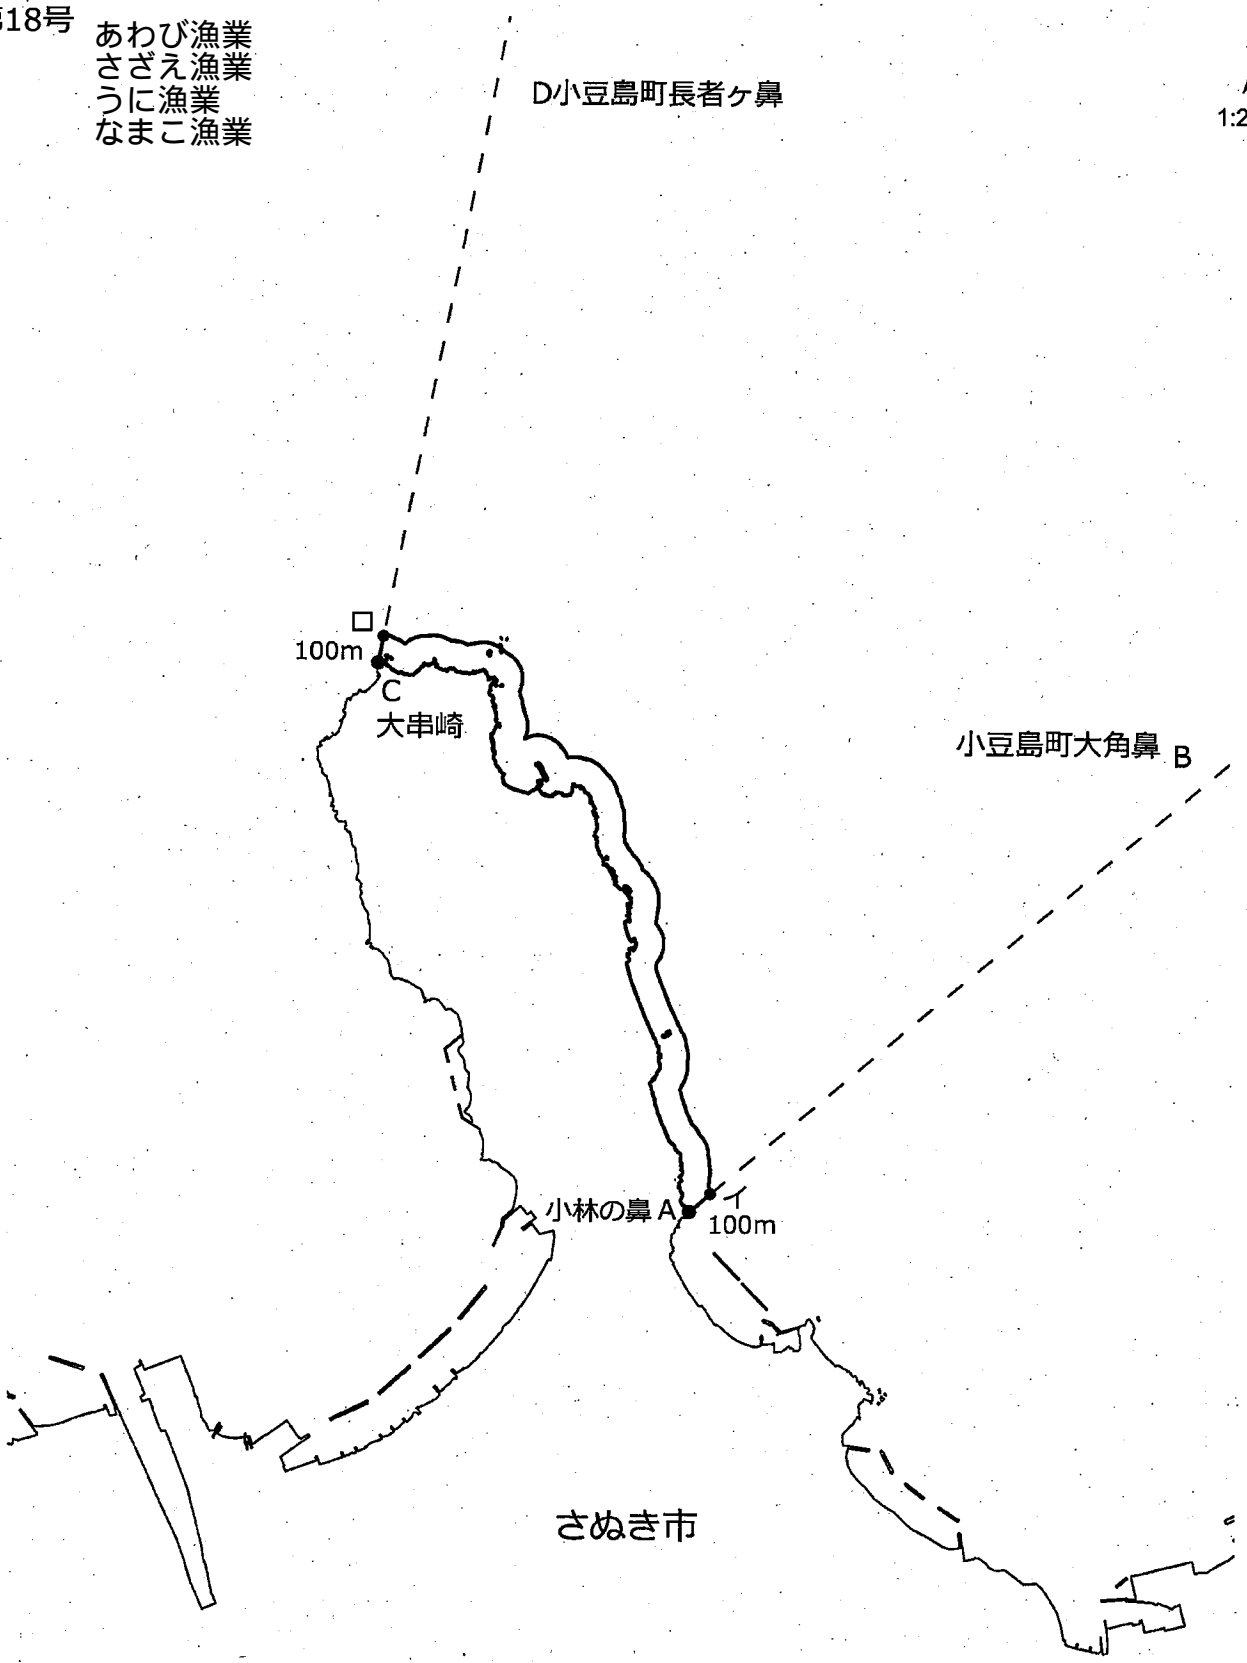 第18号
あわび漁業
さざえ漁業
うに漁業
なまこ漁業
D小豆島町長者ヶ鼻
1:2
ロ
100m
C
大串崎
小豆島町大角鼻 B
小林の鼻 A
イ
100m
さぬき市